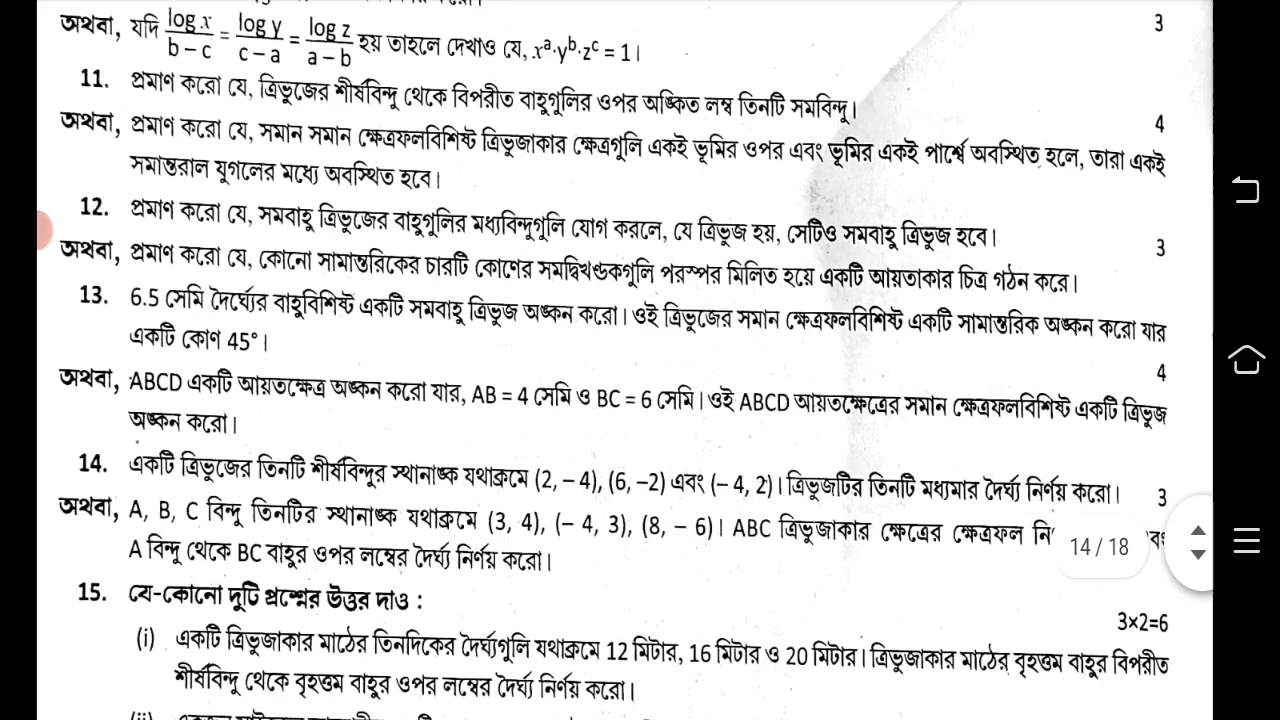 অথবা, যদি log x / b – c = log y / c – a = log z / a – b হয় তাহলে দেখাও যে, xᵃ·yᵇ·zᶜ = 1।
3
11. প্রমাণ করো যে, ত্রিভুজের শীর্ষবিন্দু থেকে বিপরীত বাহুগুলির ওপর অঙ্কিত লম্ব তিনটি সমবিন্দু।
4
অথবা, প্রমাণ করো যে, সমান সমান ক্ষেত্রফলবিশিষ্ট ত্রিভুজাকার ক্ষেত্রগুলি একই ভূমির ওপর এবং ভূমির একই পার্শ্বে অবস্থিত হলে, তারা একই
সমান্তরাল যুগলের মধ্যে অবস্থিত হবে।
12. প্রমাণ করো যে, সমবাহু ত্রিভুজের বাহুগুলির মধ্যবিন্দুগুলি যোগ করলে, যে ত্রিভুজ হয়, সেটিও সমবাহু ত্রিভুজ হবে।
3
অথবা, প্রমাণ করো যে, কোনো সামান্তরিকের চারটি কোণের সমদ্বিখণ্ডকগুলি পরস্পর মিলিত হয়ে একটি আয়তাকার চিত্র গঠন করে।
13. 6.5 সেমি দৈর্ঘ্যের বাহুবিশিষ্ট একটি সমবাহু ত্রিভুজ অঙ্কন করো। ওই ত্রিভুজের সমান ক্ষেত্রফলবিশিষ্ট একটি সামান্তরিক অঙ্কন করো যার
একটি কোণ 45°।
4
অথবা, ABCD একটি আয়তক্ষেত্র অঙ্কন করো যার, AB = 4 সেমি ও BC = 6 সেমি। ওই ABCD আয়তক্ষেত্রের সমান ক্ষেত্রফলবিশিষ্ট একটি ত্রিভুজ
অঙ্কন করো।
14. একটি ত্রিভুজের তিনটি শীর্ষবিন্দুর স্থানাঙ্ক যথাক্রমে (2, – 4), (6, –2) এবং (– 4, 2)। ত্রিভুজটির তিনটি মধ্যমার দৈর্ঘ্য নির্ণয় করো। 3
অথবা, A, B, C বিন্দু তিনটির স্থানাঙ্ক যথাক্রমে (3, 4), (– 4, 3), (8, – 6)। ABC ত্রিভুজাকার ক্ষেত্রের ক্ষেত্রফল
14 / 18
A বিন্দু থেকে BC বাহুর ওপর লম্বের দৈর্ঘ্য নির্ণয় করো।
15. যে-কোনো দুটি প্রশ্নের উত্তর দাও :
3×2=6
(i) একটি ত্রিভুজাকার মাঠের তিনদিকের দৈর্ঘ্যগুলি যথাক্রমে 12 মিটার, 16 মিটার ও 20 মিটার। ত্রিভুজাকার মাঠের বৃহত্তম বাহুর বিপরীত
শীর্ষবিন্দু থেকে বৃহত্তম বাহুর ওপর লম্বের দৈর্ঘ্য নির্ণয় করো।